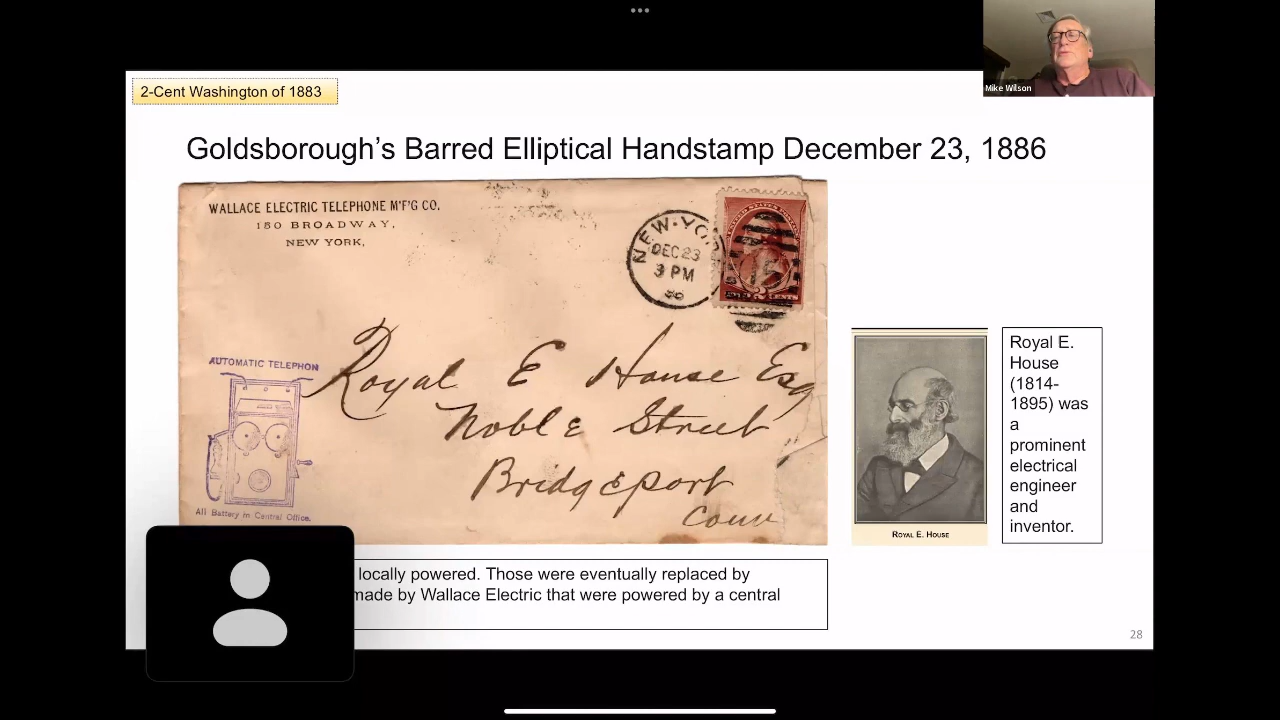 Mike Wilson
2-Cent Washington of 1883
Goldsborough’s Barred Elliptical Handstamp December 23, 1886
WALLACE ELECTRIC TELEPHONE M'F'G CO.
150 BROADWAY,
NEW YORK,
NEW-YO
DEC 23
3 PM
86
AUTOMATIC TELEPHON
All Battery in Central Office.
Royal E House Esq
Noble Street
Bridgeport
Conn
ROYAL E. HOUSE
Royal E.
House
(1814-
1895) was
a
prominent
electrical
engineer
and
inventor.
locally powered. Those were eventually replaced by
made by Wallace Electric that were powered by a central
28